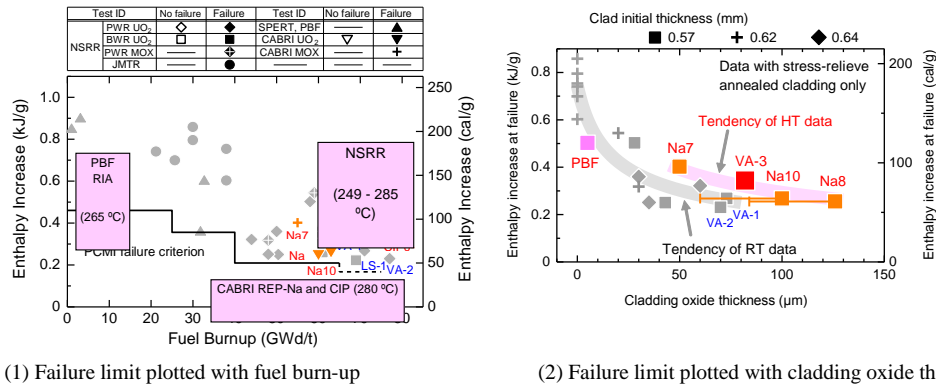 Test ID No failure Failure Test ID No failure Failure
NSRR PWR UO2 ◇ ◆ SPERT, PBF —— ▲
BWR UO2 □ ■ CABRI UO2 ▽ ▼
PWR MOX —— CABRI MOX —— +
JMTR —— ● —— —— ——
Enthalpy Increase (kJ/g)
1.0
0.8
0.6
0.4
0.2
0.0
PBF
RIA
(265 ºC)
PCMI failure criterion
NSRR
(249 - 285
ºC)
Na7
Na
Na10
LS-1
VA-2
CABRI REP-Na and CIP (280 ºC)
250
200
150
100
50
0
Enthalpy Increase (cal/g)
0 10 20 30 40 50 60 70 80
Fuel Burnup (GWd/t)
(1) Failure limit plotted with fuel burn-up
Clad initial thickness (mm)
■ 0.57 + 0.62 ◆ 0.64
Enthalpy increase at failure (kJ/g)
0.8
0.6
0.4
0.2
0.0
Data with stress-relieve
annealed cladding only
Tendency of HT data
PBF
Na7
VA-3
Na10
Na8
VA-2
VA-1
Tendency of RT data
200
100
0
Enthalpy increase at failure (cal/g)
0 50 100 150
Cladding oxide thickness (µm)
(2) Failure limit plotted with cladding oxide th